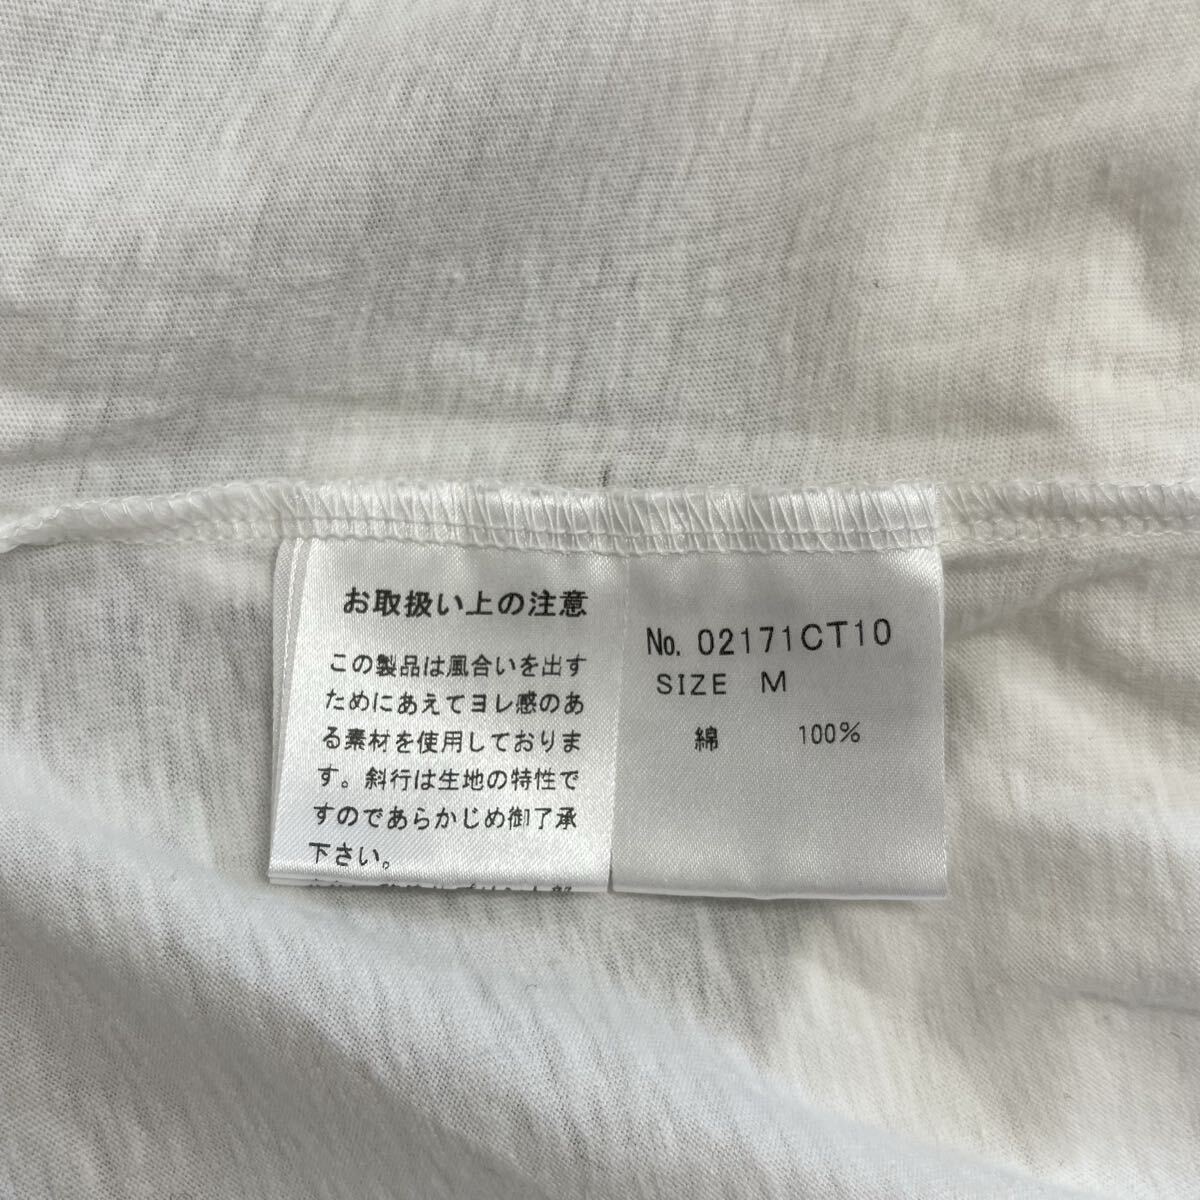 お取扱い上の注意
この製品は風合いを出す
ためにあえてヨレ感のあ
る素材を使用しておりま
す。斜行は生地の特性で
すのであらかじめ御了承
下さい。
No. 02171CT10
SIZE M
綿 100%